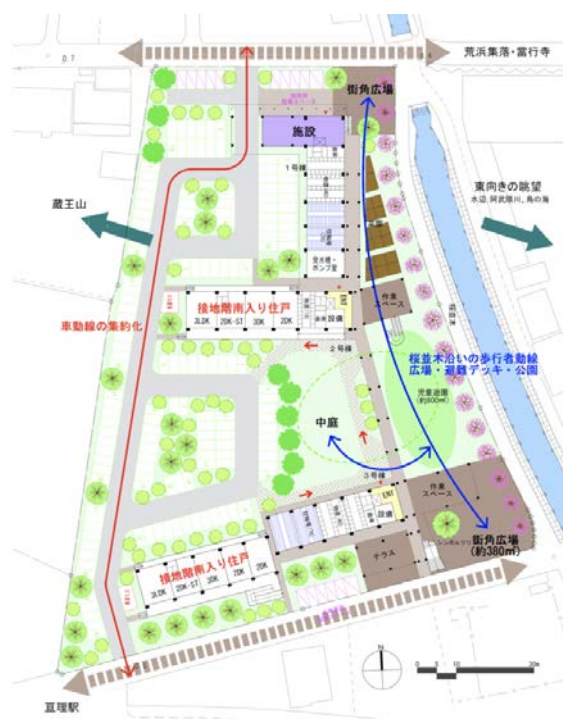 荒浜集落・當行寺
街角広場
施設
1号棟
東向きの眺望
水辺、阿武隈川、鳥の海
蔵王山
受水槽・
ポンプ室
車動線の集約化
接地階南入り住戸
3LDK
2DK-ST
3DK
2DK
設備
ENT
作業
スペース
2号棟
桜並木沿いの歩行者動線
広場・避難デッキ・公園
児童遊園
(約800㎡)
中庭
3号棟
ENT
設備
作業
スペース
接地階南入り住戸
3LDK
2DK-ST
3DK
2DK
2DK
テラス
街角広場
(約380㎡)
亘理駅
N
0
5
10